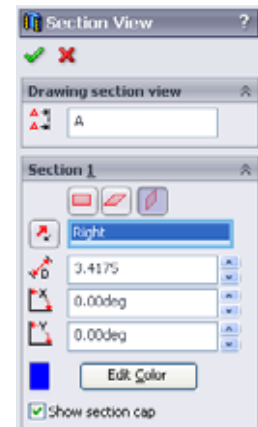 Section View ?
Drawing section view
A
Section 1
Right
3.4175
0.00deg
0.00deg
Edit Color
Show section cap